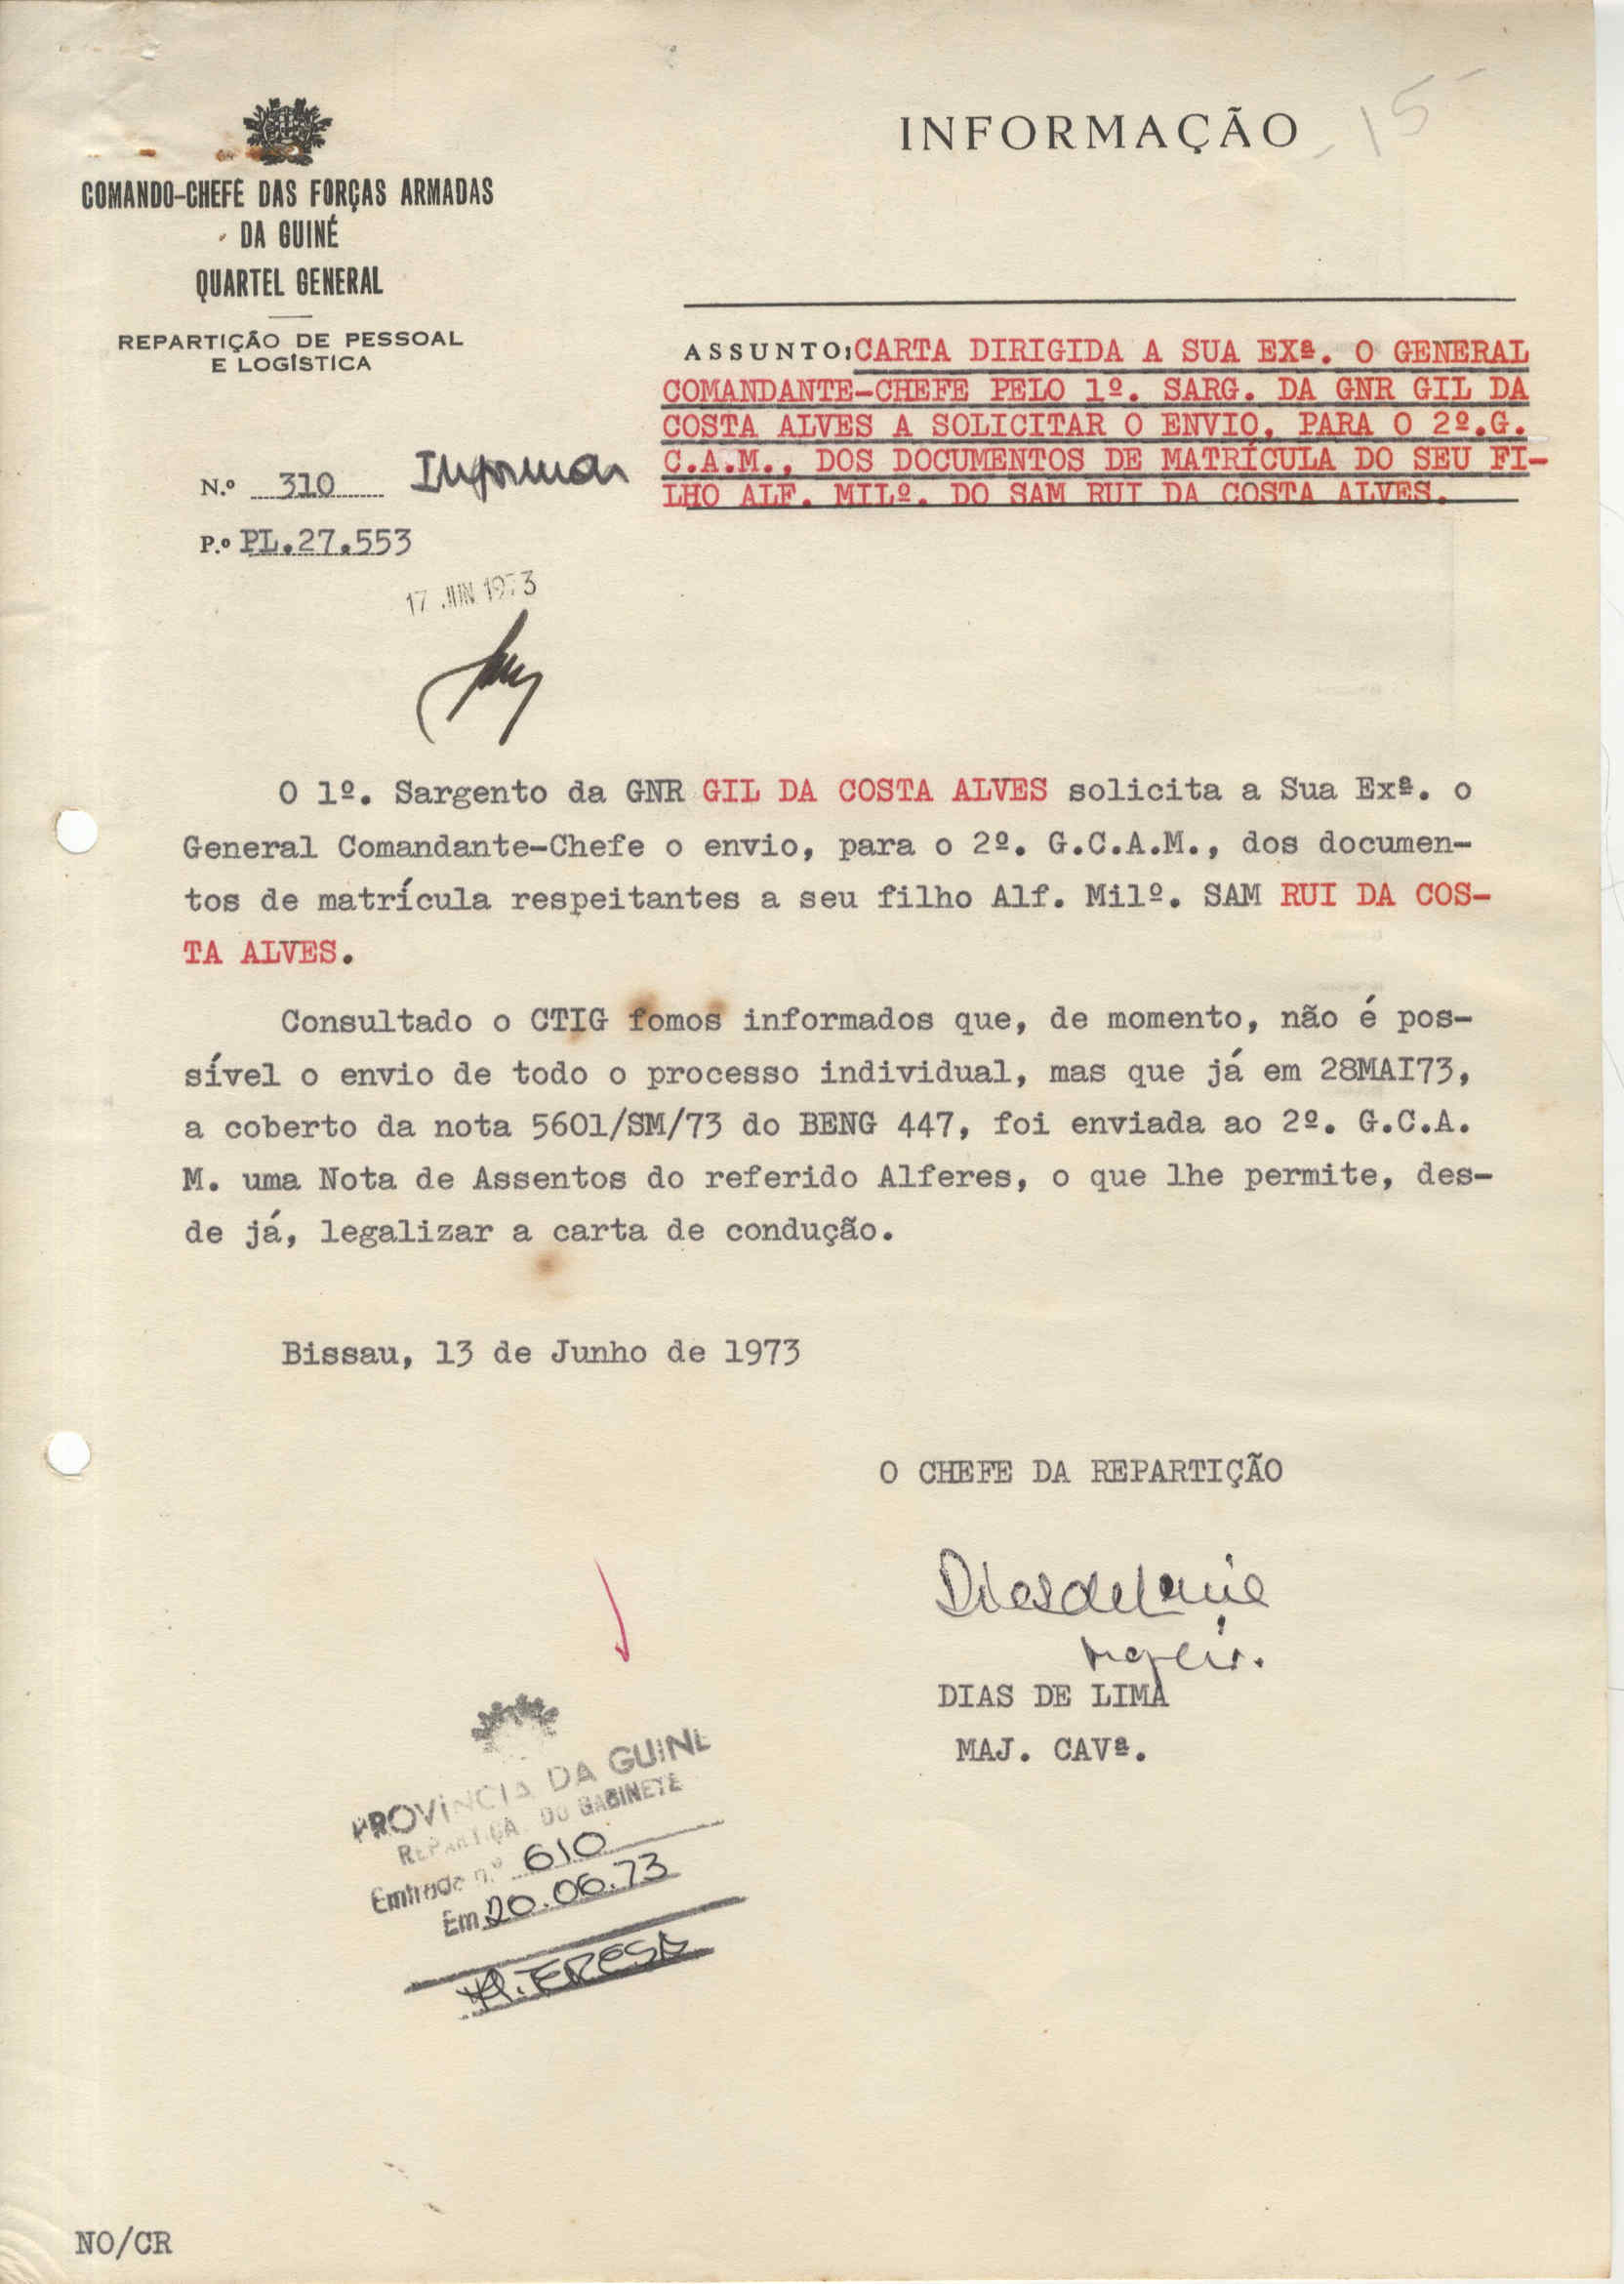 INFORMAÇÃO
- 15 -
COMANDO-CHEFE DAS FORÇAS ARMADAS
DA GUINÉ
QUARTEL GENERAL
REPARTIÇÃO DE PESSOAL
E LOGÍSTICA
ASSUNTO: CARTA DIRIGIDA A SUA EXª. O GENERAL
COMANDANTE-CHEFE PELO 1º. SARG. DA GNR GIL DA
COSTA ALVES A SOLICITAR O ENVIO, PARA O 2º.G.
C.A.M., DOS DOCUMENTOS DE MATRÍCULA DO SEU FI-
LHO ALF. MILº. DO SAM RUI DA COSTA ALVES.
N.º 310 Informar
P.º PL.27.553
17 JUN 1973
O 1º. Sargento da GNR GIL DA COSTA ALVES solicita a Sua Exª. o
General Comandante-Chefe o envio, para o 2º. G.C.A.M., dos documen-
tos de matrícula respeitantes a seu filho Alf. Milº. SAM RUI DA COS-
TA ALVES.
Consultado o CTIG fomos informados que, de momento, não é pos-
sível o envio de todo o processo individual, mas que já em 28MAI73,
a coberto da nota 5601/SM/73 do BENG 447, foi enviada ao 2º. G.C.A.
M. uma Nota de Assentos do referido Alferes, o que lhe permite, des-
de já, legalizar a carta de condução.
Bissau, 13 de Junho de 1973
O CHEFE DA REPARTIÇÃO
Dias de Lima
DIAS DE LIMA
MAJ. CAVª.
PROVÍNCIA DA GUINÉ
REPARTIÇÃO DO GABINETE
Entrada n.º 610
Em 20.06.73
NO/CR